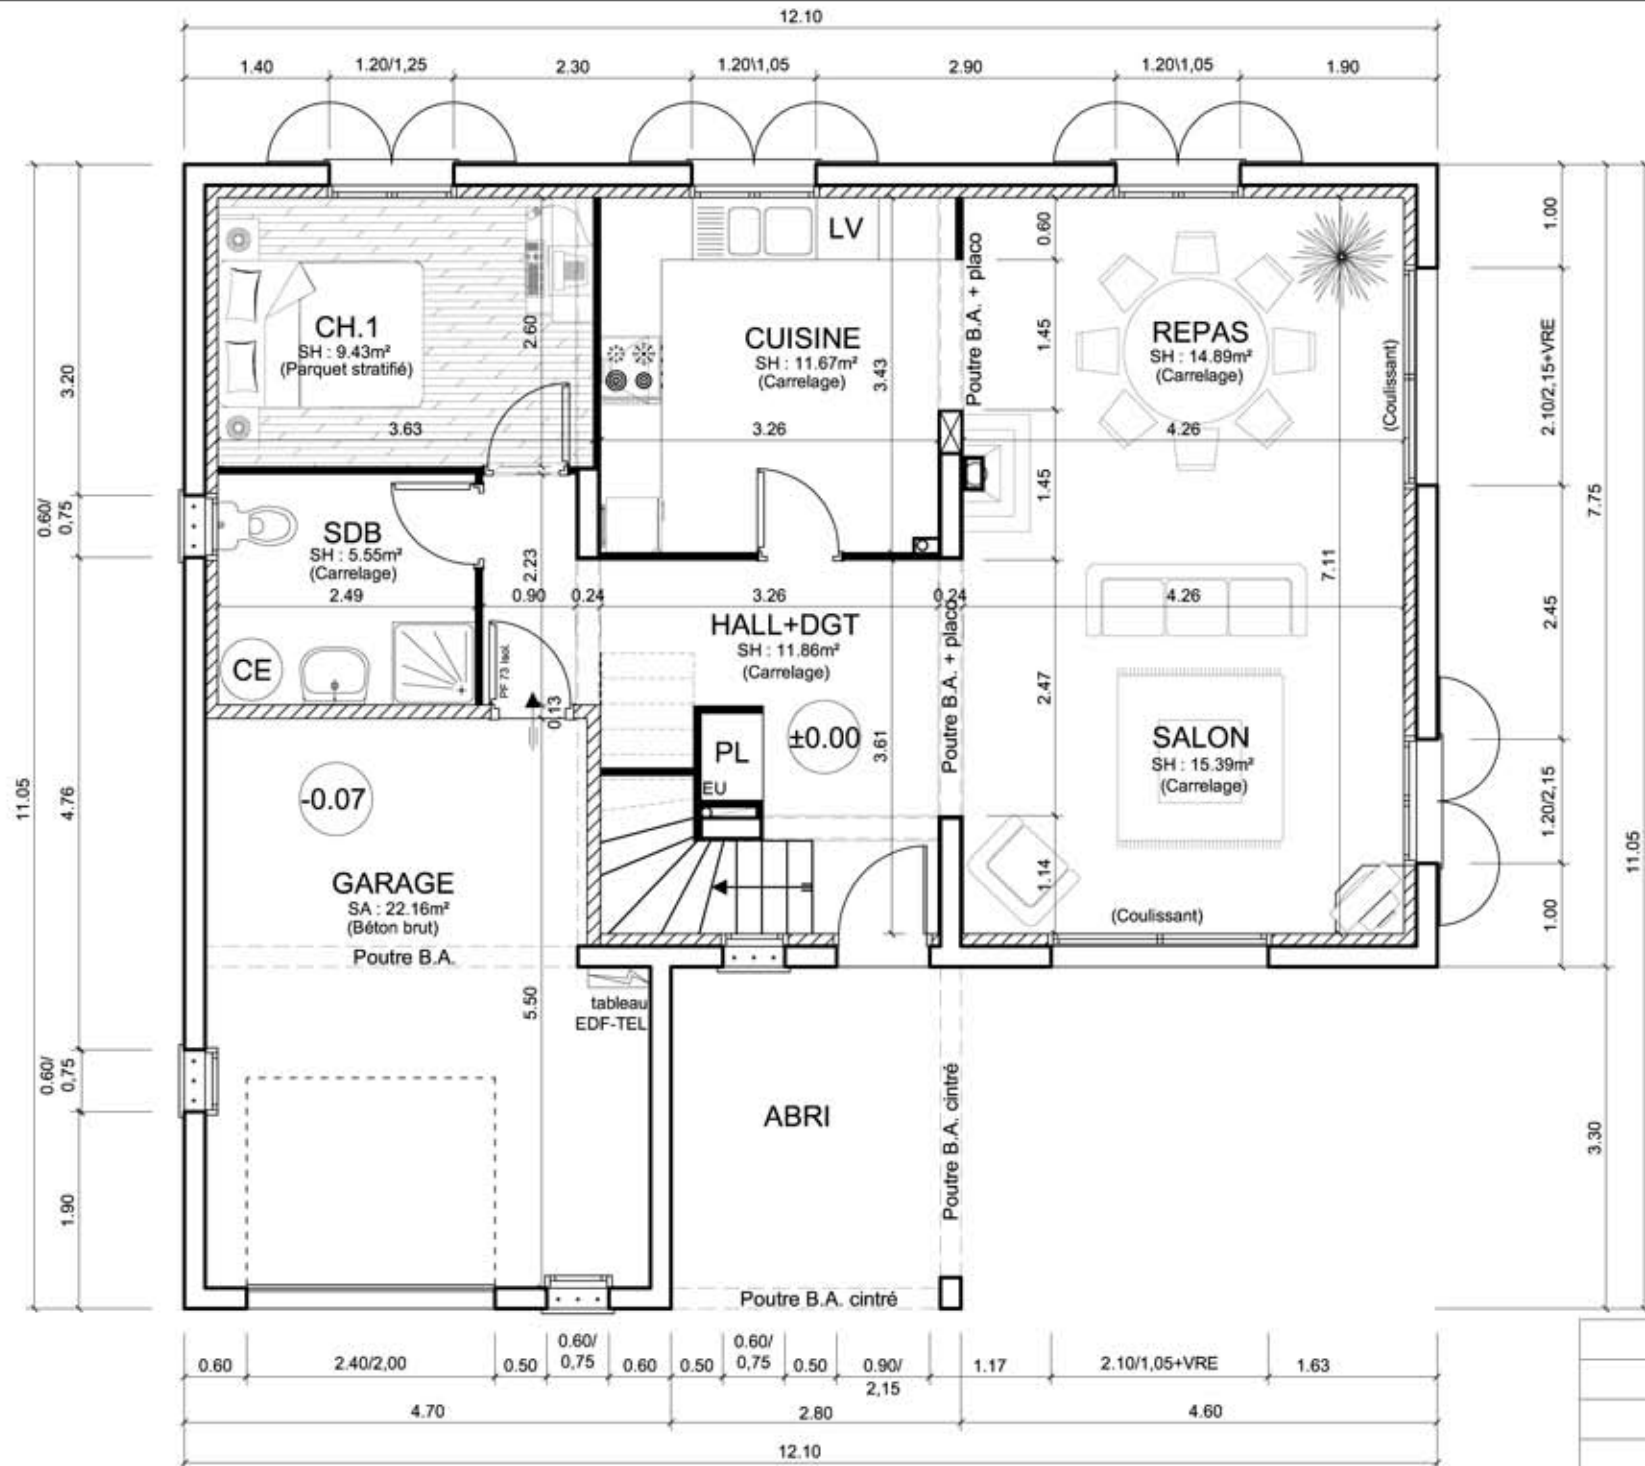 12.10
1.40
1.20/1,25
2.30
1.20\1,05
2.90
1.20\1,05
1.90
LV
CH.1
SH : 9.43m²
(Parquet stratifié)
2.60
3.63
CUISINE
SH : 11.67m²
(Carrelage)
3.43
3.26
Poutre B.A. + placo
0.60
1.45
1.45
REPAS
SH : 14.89m²
(Carrelage)
4.26
(Coulissant)
1.00
2.10/2,15+VRE
7.75
3.20
0.60/
0,75
SDB
SH : 5.55m²
(Carrelage)
2.49
2.23
0.90
0.24
3.26
0.24
4.26
7.11
2.45
HALL+DGT
SH : 11.86m²
(Carrelage)
CE
PF 73 Isol.
0.13
Poutre B.A. + placo
2.47
PL
EU
±0.00
3.61
SALON
SH : 15.39m²
(Carrelage)
1.20/2,15
11.05
4.76
-0.07
11.05
GARAGE
SA : 22.16m²
(Béton brut)
Poutre B.A.
1.14
(Coulissant)
1.00
5.50
tableau
EDF-TEL
0.60/
0,75
ABRI
Poutre B.A. cintré
3.30
1.90
Poutre B.A. cintré
0.60
2.40/2,00
0.50
0.60/
0,75
0.60
0.50
0.60/
0,75
0.50
0.90/
2,15
1.17
2.10/1,05+VRE
1.63
4.70
2.80
4.60
12.10